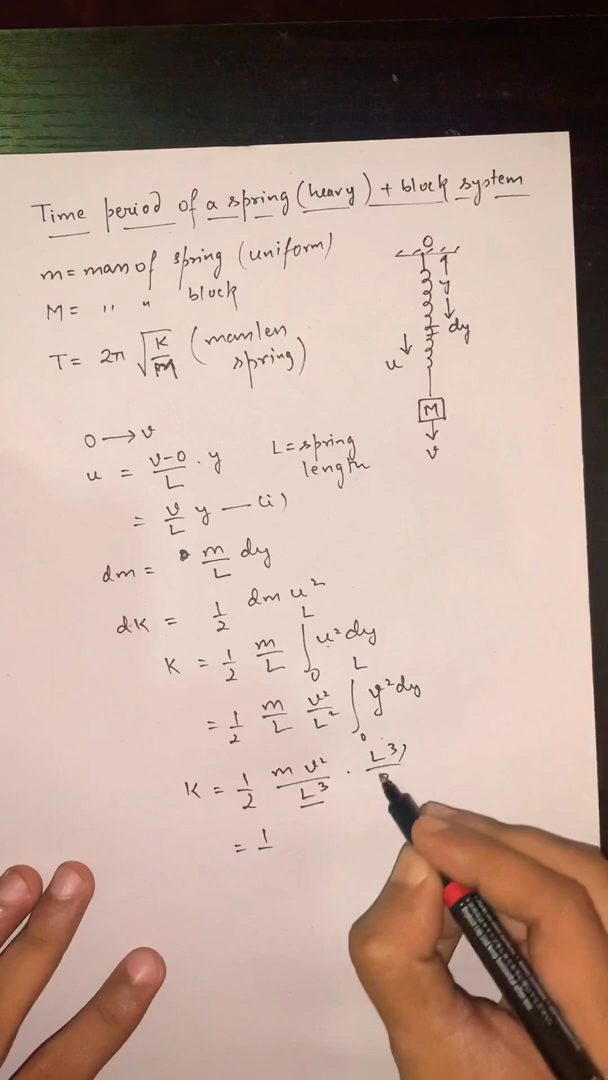 Time period of a spring (heavy) + block system
m = mass of spring (uniform)
M = " " block
T = 2π √(K/m) (massless spring)
O
y
dy
u
M
v
0 → v
u = (v-0)/L . y
L = spring length
= v/L y — (i)
dm = m/L dy
dK = 1/2 dm u²
K = 1/2 m/L ∫₀ᴸ u² dy
= 1/2 m/L v²/L² ∫₀ᴸ y² dy
K = 1/2 m v²/L³ . L³/
= 1